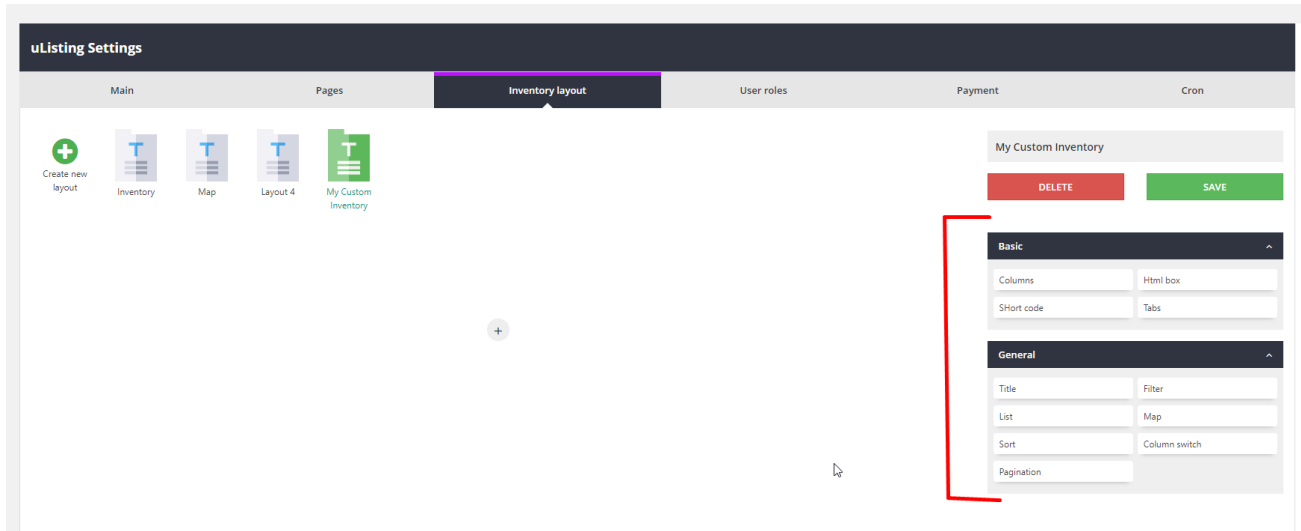 uListing Settings
Main Pages Inventory layout User roles Payment Cron
Create new
layout
Inventory
Map
Layout 4
My Custom
Inventory
My Custom Inventory
DELETE SAVE
Basic
Columns Html box
SHort code Tabs
General
Title Filter
List Map
Sort Column switch
Pagination